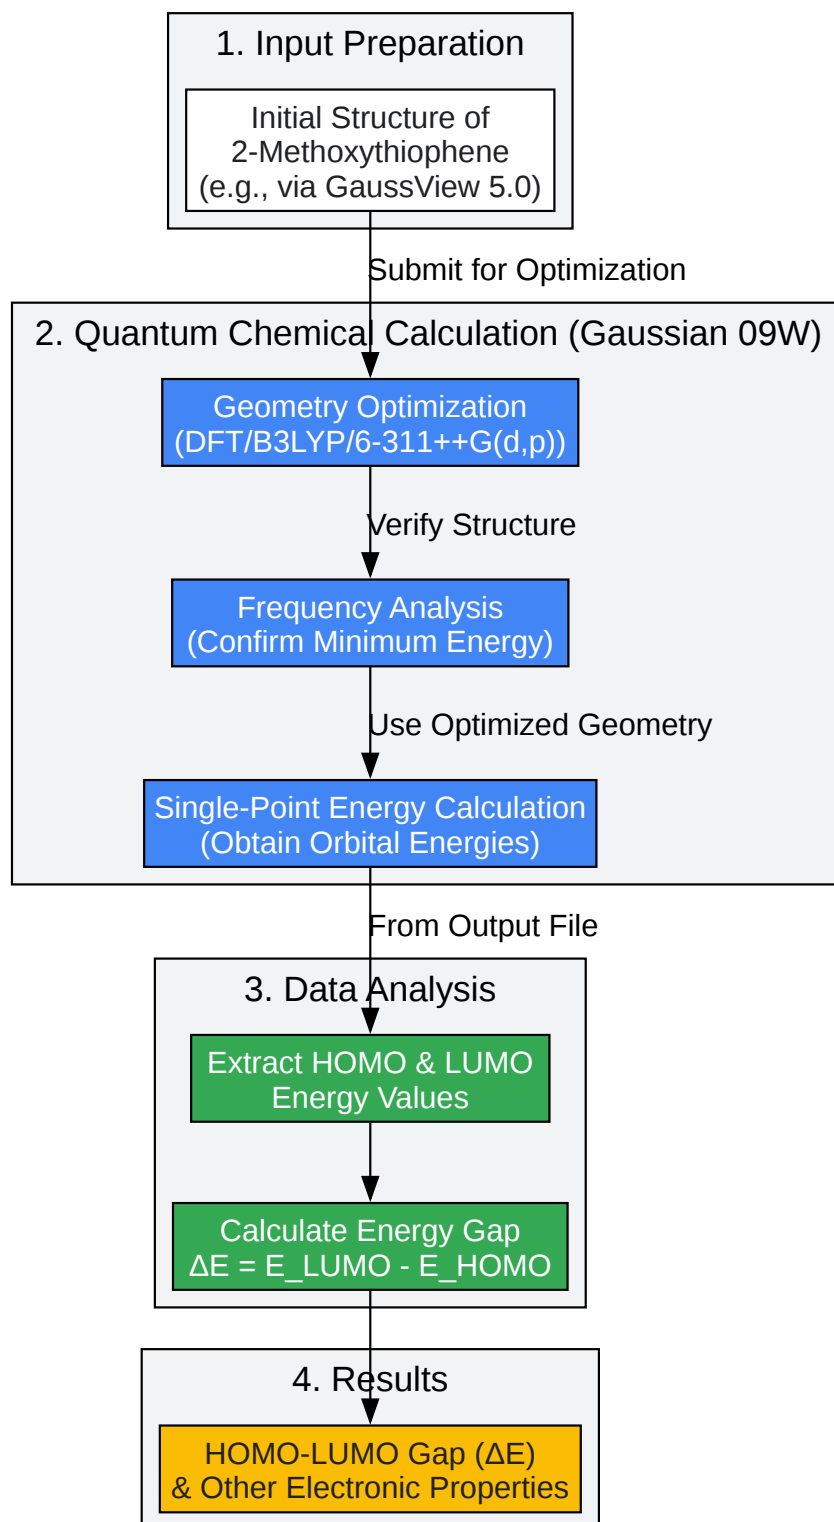 1. Input Preparation
Initial Structure of
2-Methoxythiophene
(e.g., via GaussView 5.0)
Submit for Optimization
2. Quantum Chemical Calculation (Gaussian 09W)
Geometry Optimization
(DFT/B3LYP/6-311++G(d,p))
Verify Structure
Frequency Analysis
(Confirm Minimum Energy)
Use Optimized Geometry
Single-Point Energy Calculation
(Obtain Orbital Energies)
From Output File
3. Data Analysis
Extract HOMO & LUMO
Energy Values
Calculate Energy Gap
ΔE = E_LUMO - E_HOMO
4. Results
HOMO-LUMO Gap (ΔE)
& Other Electronic Properties